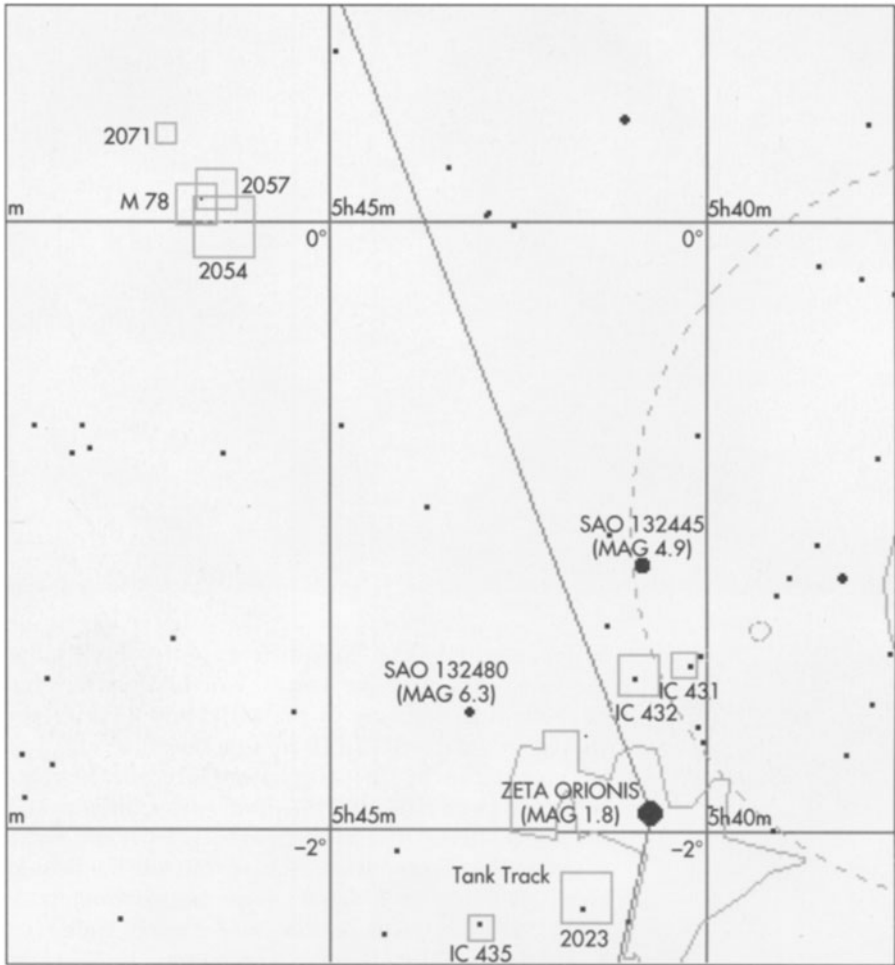 2071
2057
M 78
m
5h45m
5h40m
0°
0°
2054
SAO 132445
(MAG 4.9)
SAO 132480
(MAG 6.3)
IC 431
IC 432
ZETA ORIONIS
(MAG 1.8)
5h45m
5h40m
−2°
−2°
Tank Track
2023
IC 435